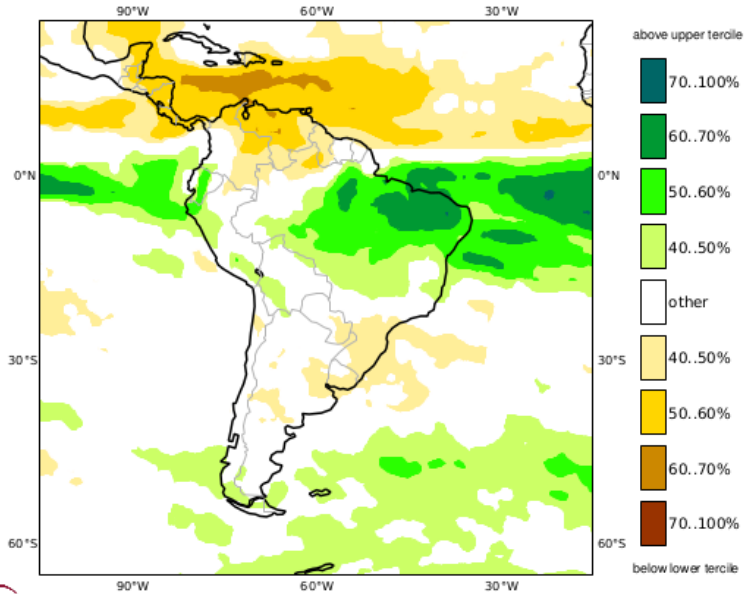 90°W 60°W 30°W
above upper tercile
70..100%
60..70%
0°N 0°N
50..60%
40..50%
other
30°S 30°S
40..50%
50..60%
60..70%
70..100%
60°S 60°S
below lower tercile
90°W 60°W 30°W